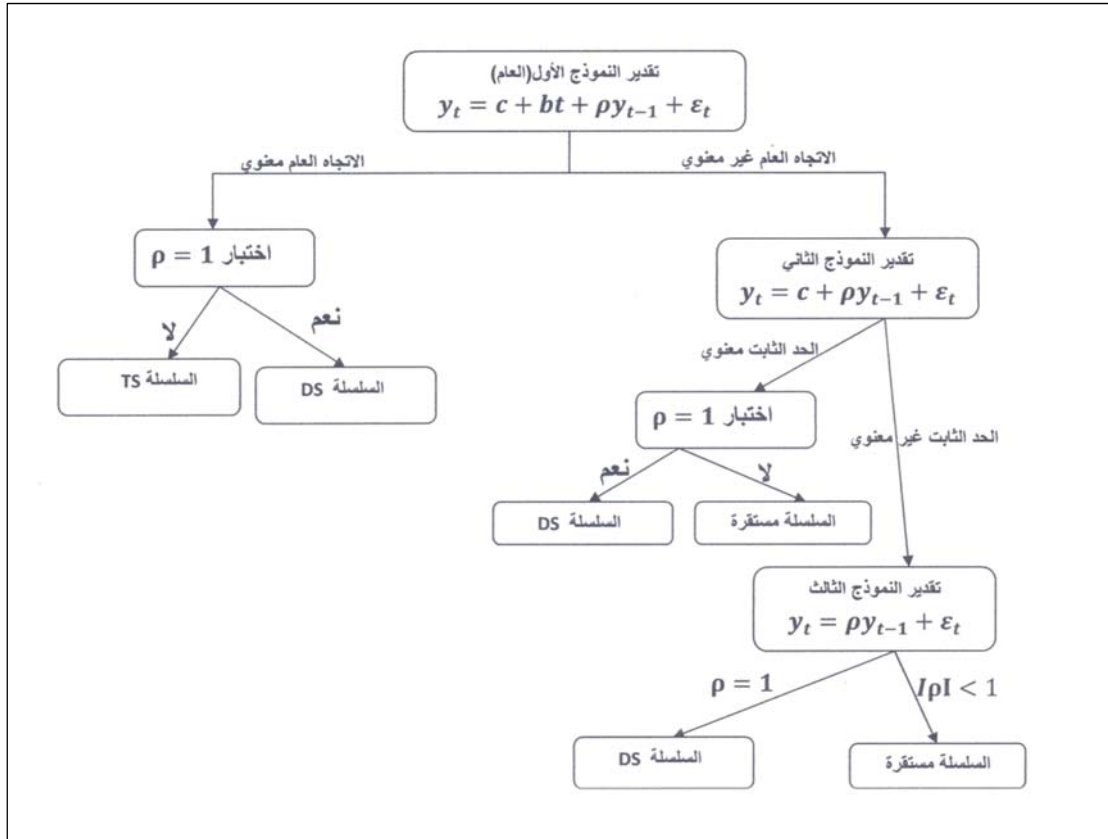 تقدير النموذج الأول(العام)
y_t = c + bt + ρy_{t−1} + ε_t
الاتجاه العام معنوي
الاتجاه العام غير معنوي
اختبار ρ = 1
تقدير النموذج الثاني
y_t = c + ρy_{t−1} + ε_t
لا
نعم
السلسلة TS
السلسلة DS
الحد الثابت معنوي
الحد الثابت غير معنوي
اختبار ρ = 1
نعم
لا
السلسلة DS
السلسلة مستقرة
تقدير النموذج الثالث
y_t = ρy_{t−1} + ε_t
ρ = 1
IρI < 1
السلسلة DS
السلسلة مستقرة